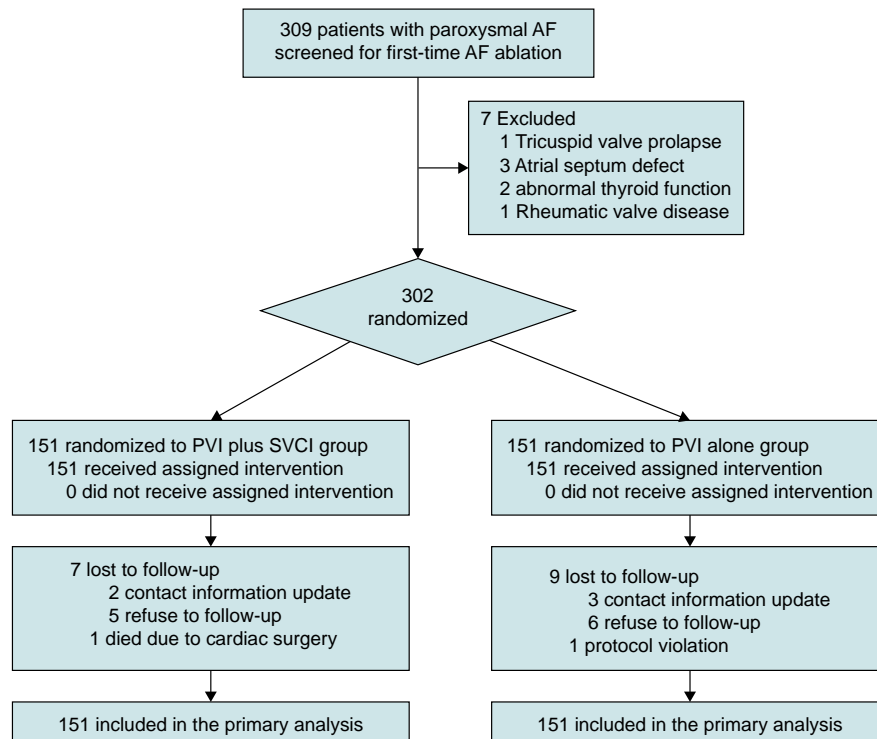 309 patients with paroxysmal AF
screened for first-time AF ablation
7 Excluded
1 Tricuspid valve prolapse
3 Atrial septum defect
2 abnormal thyroid function
1 Rheumatic valve disease
302
randomized
151 randomized to PVI plus SVCI group
151 received assigned intervention
0 did not receive assigned intervention
151 randomized to PVI alone group
151 received assigned intervention
0 did not receive assigned intervention
7 lost to follow-up
2 contact information update
5 refuse to follow-up
1 died due to cardiac surgery
9 lost to follow-up
3 contact information update
6 refuse to follow-up
1 protocol violation
151 included in the primary analysis
151 included in the primary analysis